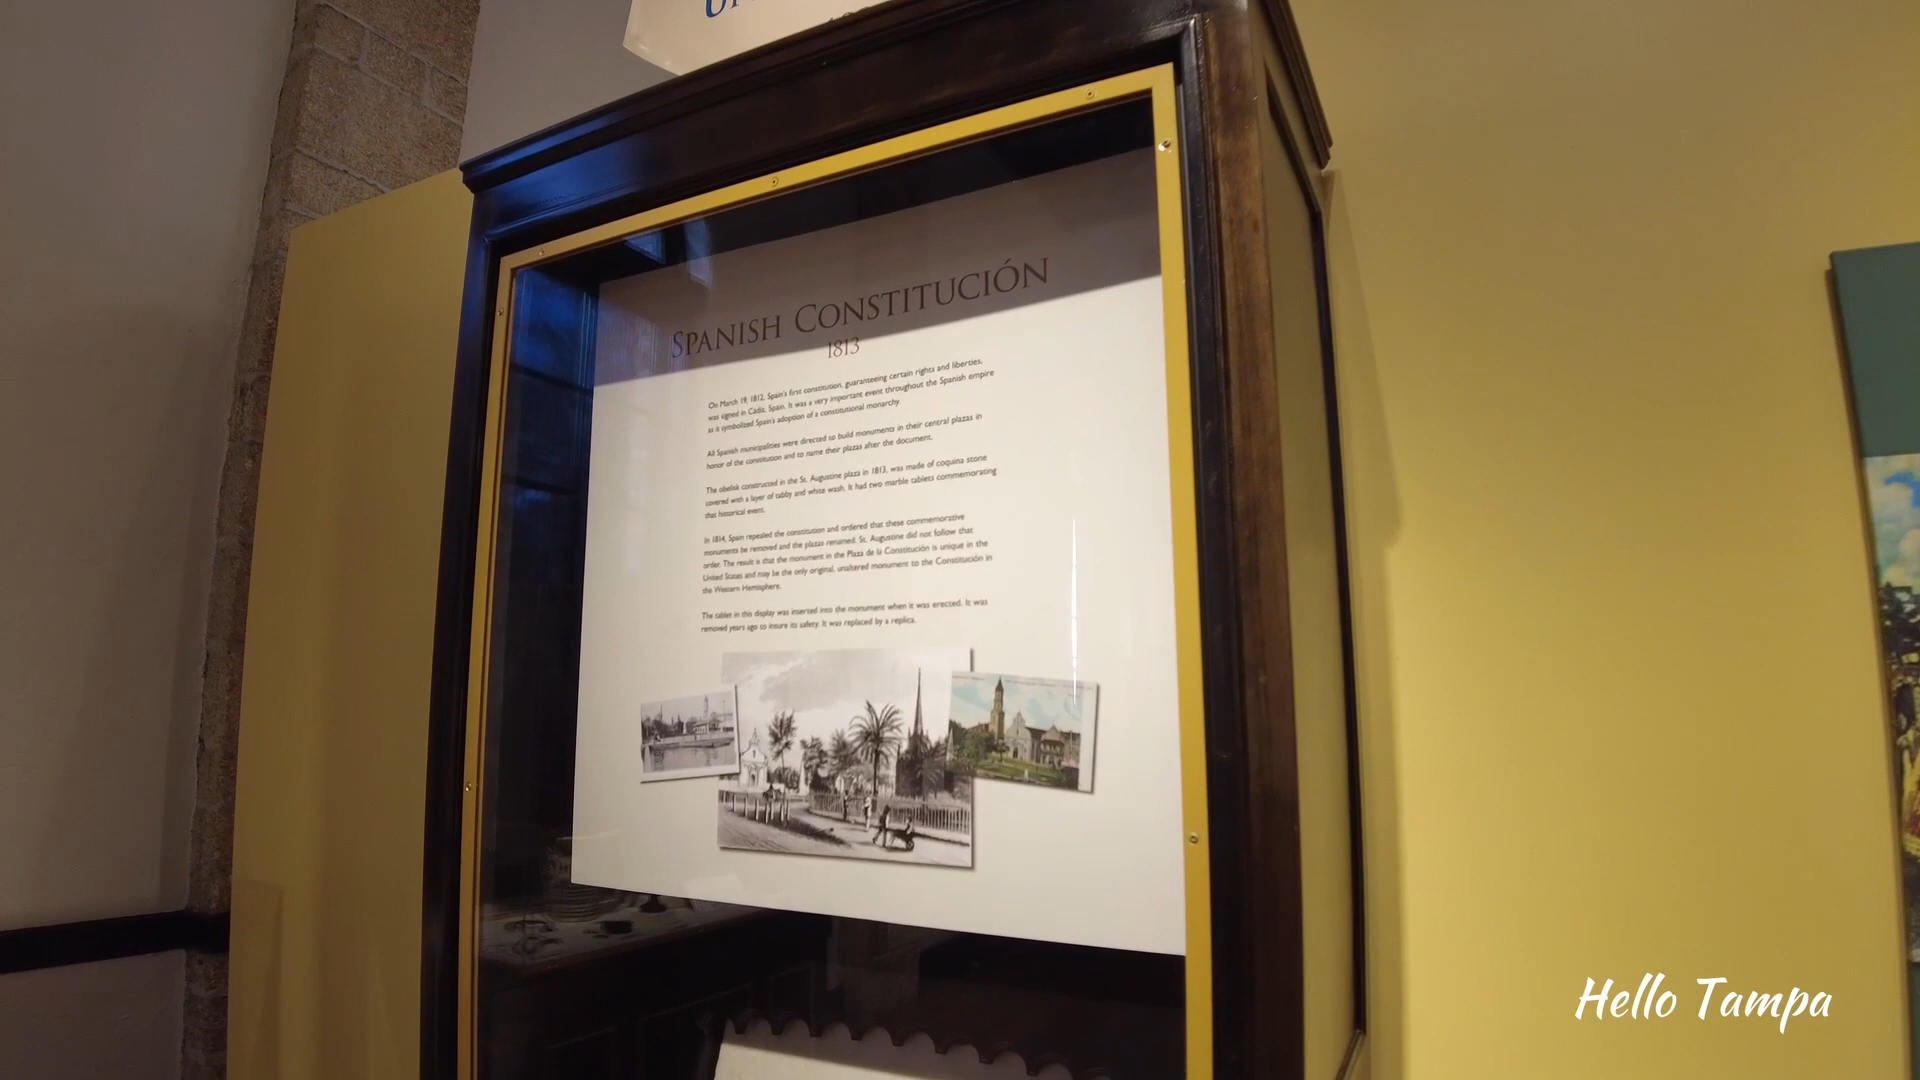 SPANISH CONSTITUCIÓN
1813
On March 19, 1812, Spain's first constitution, guaranteeing certain rights and liberties,
was signed in Cádiz, Spain. It was a very important event throughout the Spanish empire
as it symbolized Spain's adoption of a constitutional monarchy.
All Spanish municipalities were directed to build monuments in their central plazas in
honor of the constitution and to name their plazas after the document.
The obelisk constructed in the St. Augustine plaza in 1813, was made of coquina stone
covered with a layer of tabby and white wash. It had two marble tablets commemorating
that historical event.
In 1814, Spain repealed the constitution and ordered that these commemorative
monuments be removed and the plazas renamed. St. Augustine did not follow that
order. The result is that the monument in the Plaza de la Constitución is unique in the
United States and may be the only original, unaltered monument to the Constitución in
the Western Hemisphere.
The tablet in this display was inserted into the monument when it was erected. It was
removed years ago to insure its safety. It was replaced by a replica.
Hello Tampa